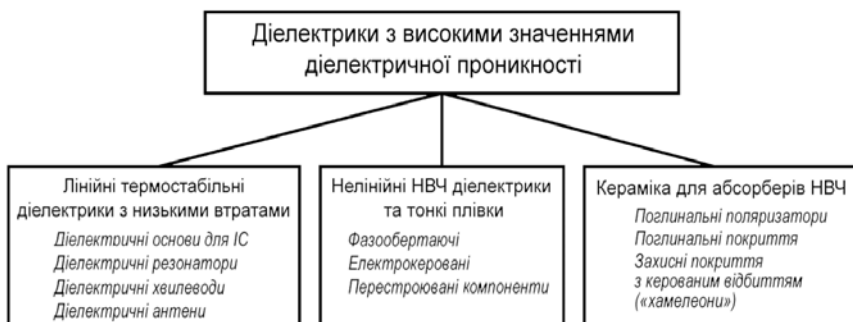 Діелектрики з високими значеннями
діелектричної проникності
Лінійні термостабільні
діелектрики з низькими втратами
Діелектричні основи для ІС
Діелектричні резонатори
Діелектричні хвилеводи
Діелектричні антени
Нелінійні НВЧ діелектрики
та тонкі плівки
Фазообертаючі
Електрокеровані
Перестроювані компоненти
Кераміка для абсорберів НВЧ
Поглинальні поляризатори
Поглинальні покриття
Захисні покриття
з керованим відбиттям
(«хамелеони»)